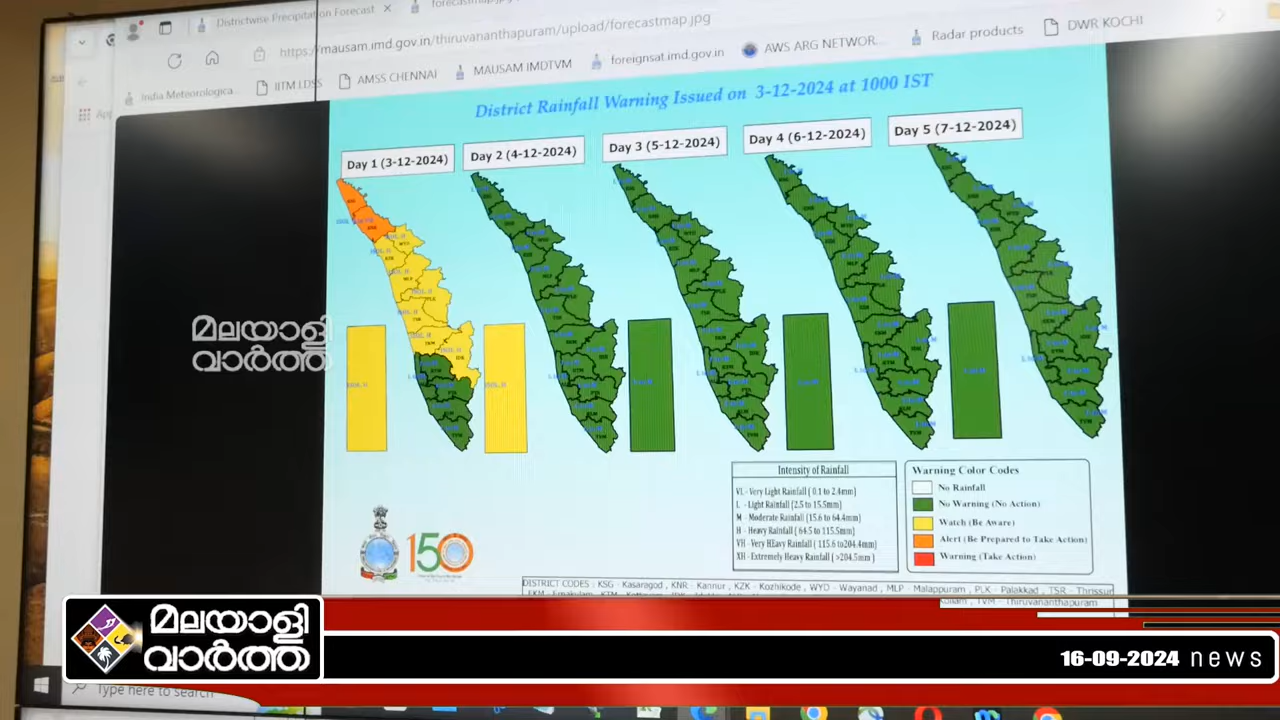 Districtwise Precipitation Forecast
forecastmap.jpg
https://mausam.imd.gov.in/thiruvananthapuram/upload/forecastmap.jpg
India Meteorologica...
IITM LDSS
AMSS CHENNAI
MAUSAM IMDTVM
foreignsat.imd.gov.in
AWS ARG NETWOR...
Radar products
DWR KOCHI
District Rainfall Warning Issued on 3-12-2024 at 1000 IST
Day 1 (3-12-2024)
Day 2 (4-12-2024)
Day 3 (5-12-2024)
Day 4 (6-12-2024)
Day 5 (7-12-2024)
മലയാളി
വാർത്ത
Intensity of Rainfall
VL - Very Light Rainfall ( 0.1 to 2.4mm)
L - Light Rainfall (2.5 to 15.5mm)
M - Moderate Rainfall (15.6 to 64.4mm)
H - Heavy Rainfall ( 64.5 to 115.5mm)
VH - Very HEavy Rainfall ( 115.6 to204.4mm)
XH - Extremely Heavy Rainfall ( >204.5mm )
Warning Color Codes
No Rainfall
No Warning (No Action)
Watch (Be Aware)
Alert (Be Prepared to Take Action)
Warning (Take Action)
150
DISTRICT CODES : KSG - Kasaragod , KNR - Kannur, KZK - Kozhikode , WYD - Wayanad , MLP - Malappuram , PLK - Palakkad , TSR - Thrissur
Kollam , TVM - Thiruvananthapuram
മലയാളി
വാർത്ത
16-09-2024 news
Type here to search